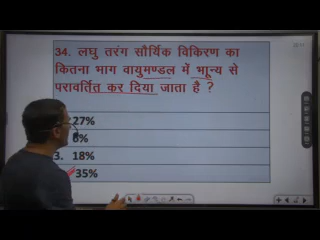 34. लघु तरंग सौर्यिक विकिरण का
कितना भाग वायुमण्डल में भाून्य से
परावर्तित कर दिया जाता है ?
27%
6%
3. 18%
35%